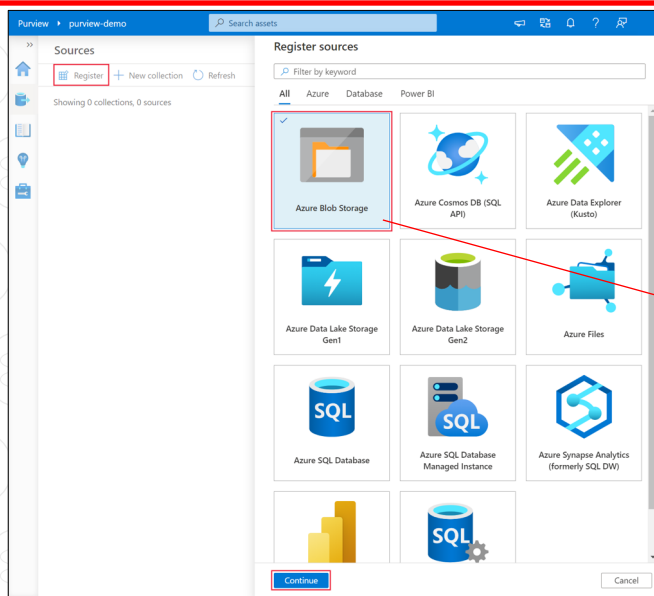 Purview ▸ purview-demo
Search assets
Sources
Register
New collection
Refresh
Showing 0 collections, 0 sources
Register sources
Filter by keyword
All
Azure
Database
Power BI
Azure Blob Storage
Azure Cosmos DB (SQL
API)
Azure Data Explorer
(Kusto)
Azure Data Lake Storage
Gen1
Azure Data Lake Storage
Gen2
Azure Files
SQL
Azure SQL Database
SQL
Azure SQL Database
Managed Instance
Azure Synapse Analytics
(formerly SQL DW)
SQL
Continue
Cancel